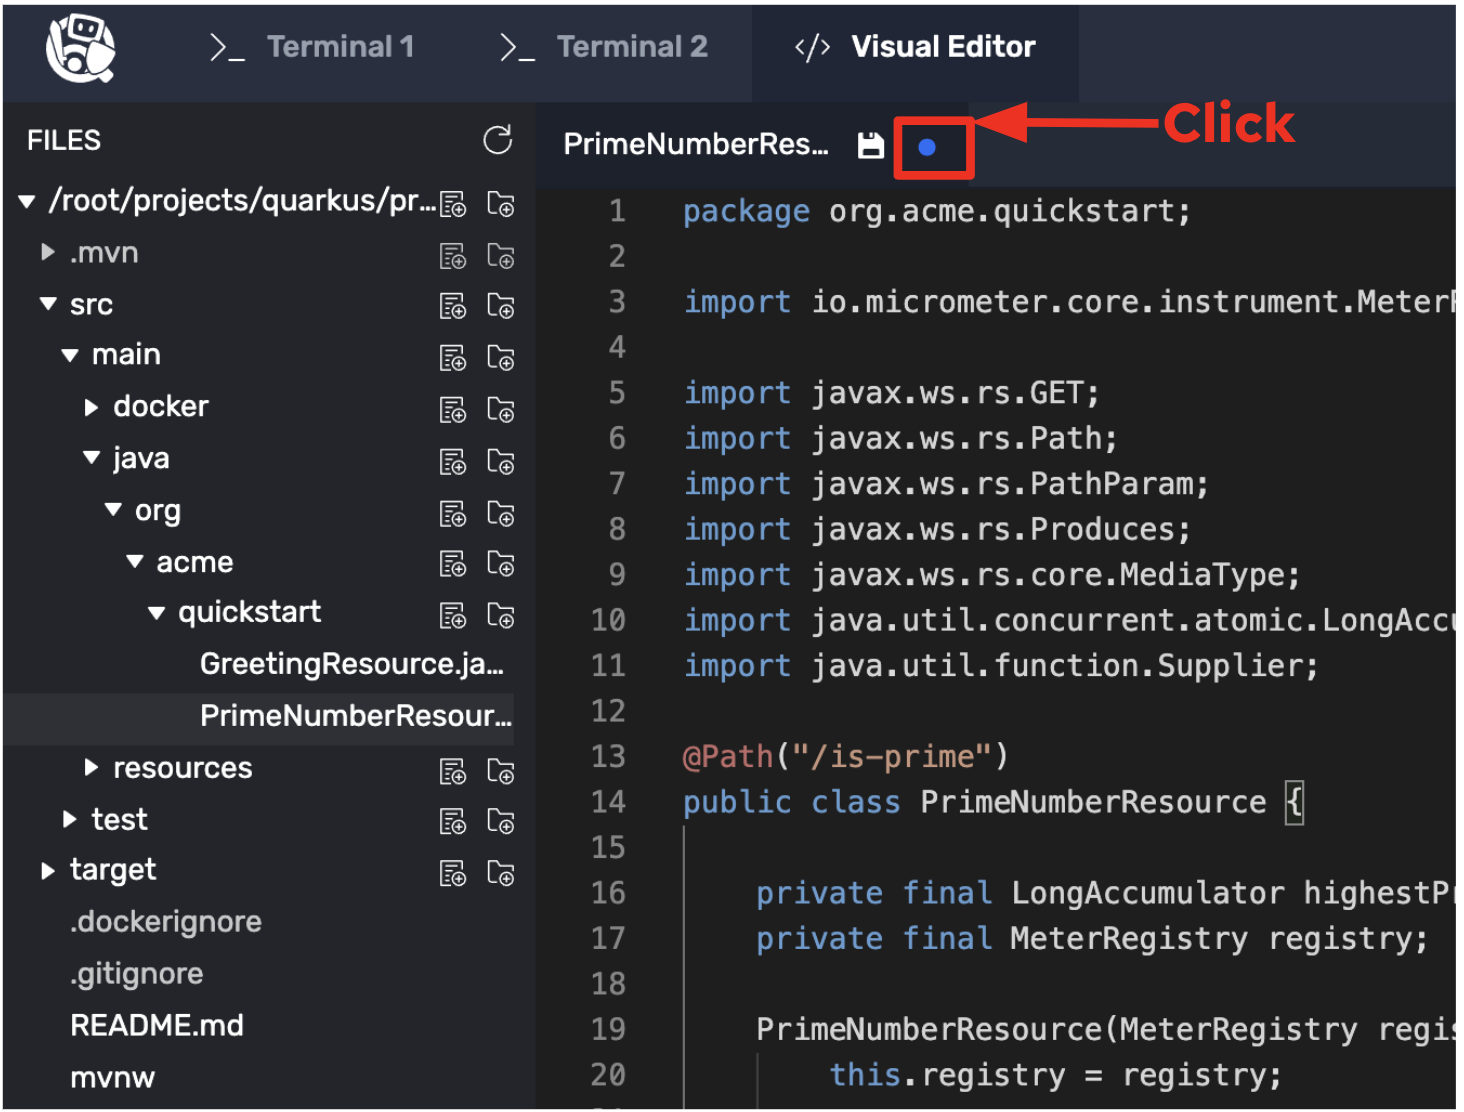 >_ Terminal 1 >_ Terminal 2 </> Visual Editor
Click
FILES
/root/projects/quarkus/pr...
.mvn
src
main
docker
java
org
acme
quickstart
GreetingResource.ja...
PrimeNumberResour...
resources
test
target
.dockerignore
.gitignore
README.md
mvnw
PrimeNumberRes...
1 package org.acme.quickstart;
2
3 import io.micrometer.core.instrument.Meter
4
5 import javax.ws.rs.GET;
6 import javax.ws.rs.Path;
7 import javax.ws.rs.PathParam;
8 import javax.ws.rs.Produces;
9 import javax.ws.rs.core.MediaType;
10 import java.util.concurrent.atomic.LongAcc
11 import java.util.function.Supplier;
12
13 @Path("/is-prime")
14 public class PrimeNumberResource {
15
16 private final LongAccumulator highestP
17 private final MeterRegistry registry;
18
19 PrimeNumberResource(MeterRegistry regis
20 this.registry = registry;